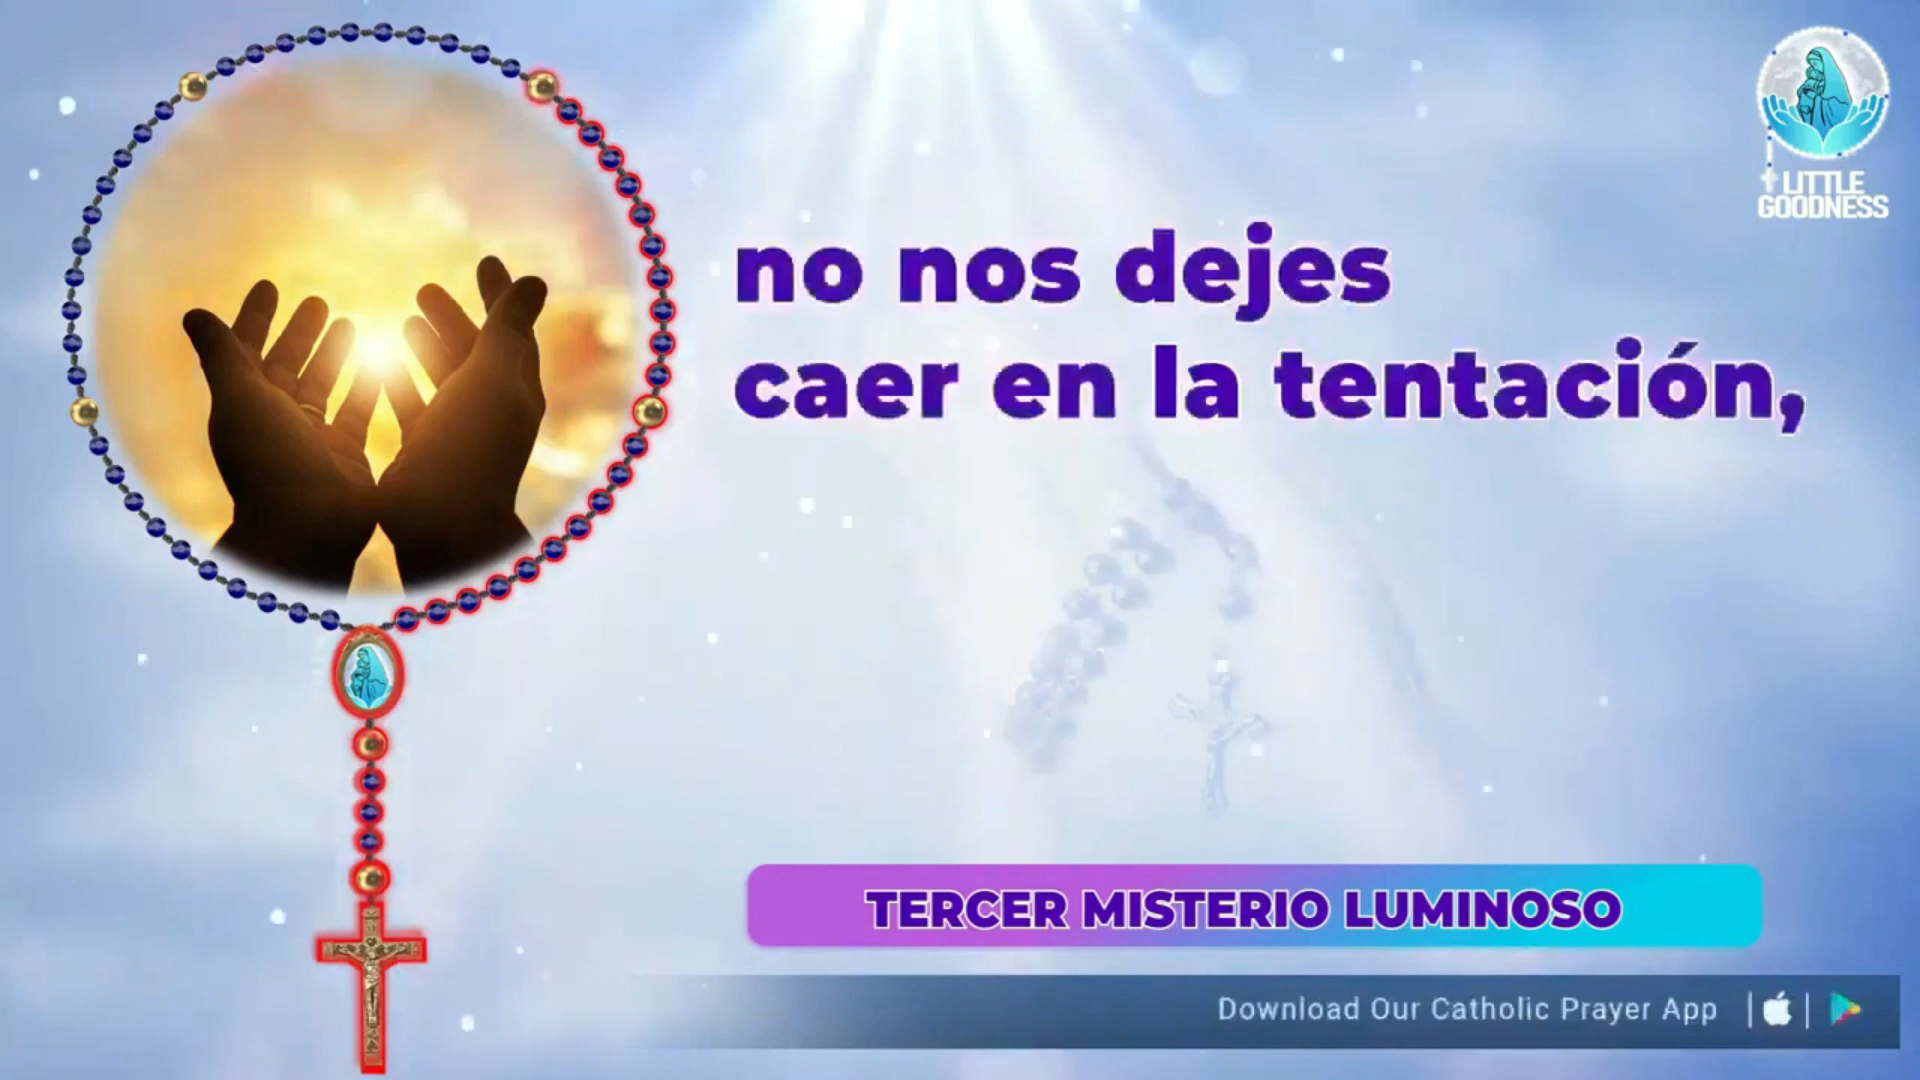 LITTLE
GOODNESS
no nos dejes
caer en la tentación,
TERCER MISTERIO LUMINOSO
Download Our Catholic Prayer App